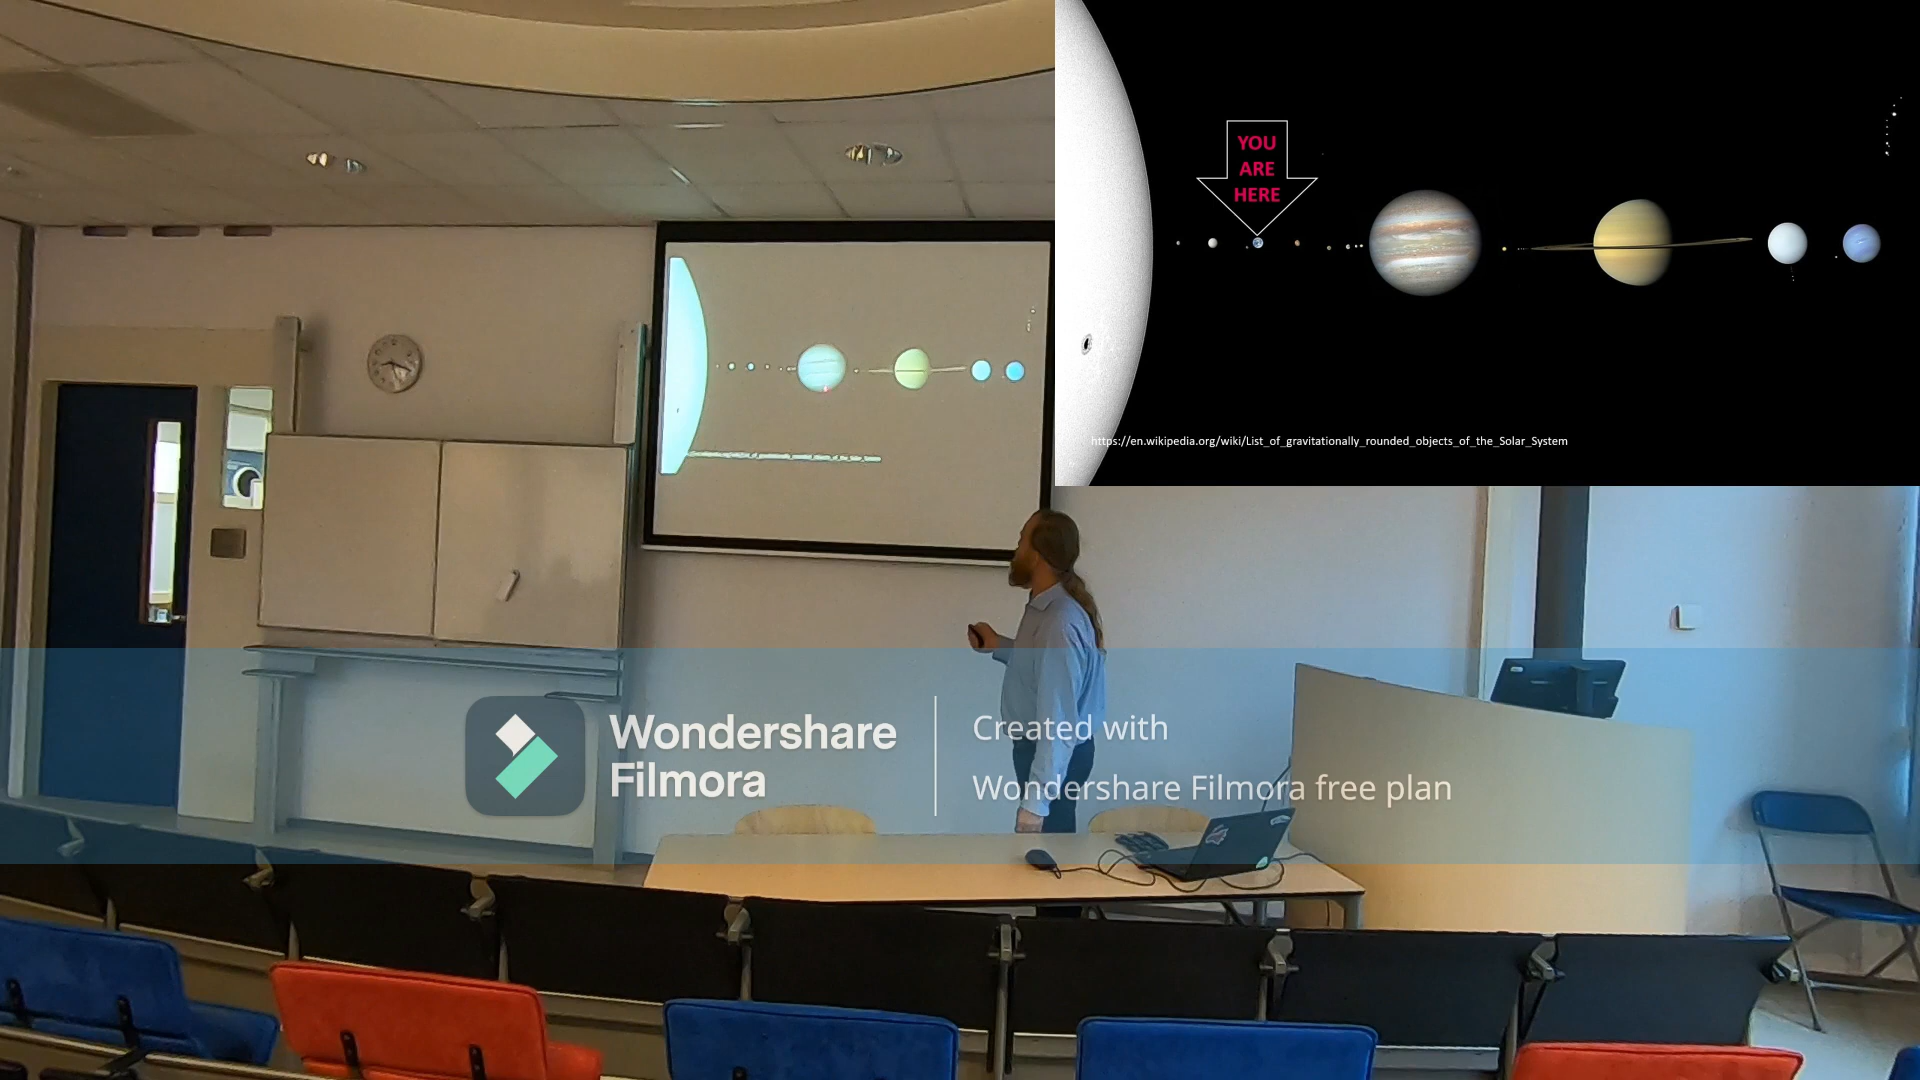 YOU
ARE
HERE
https://en.wikipedia.org/wiki/List_of_gravitationally_rounded_objects_of_the_Solar_System
Wondershare
Filmora
Created with
Wondershare Filmora free plan